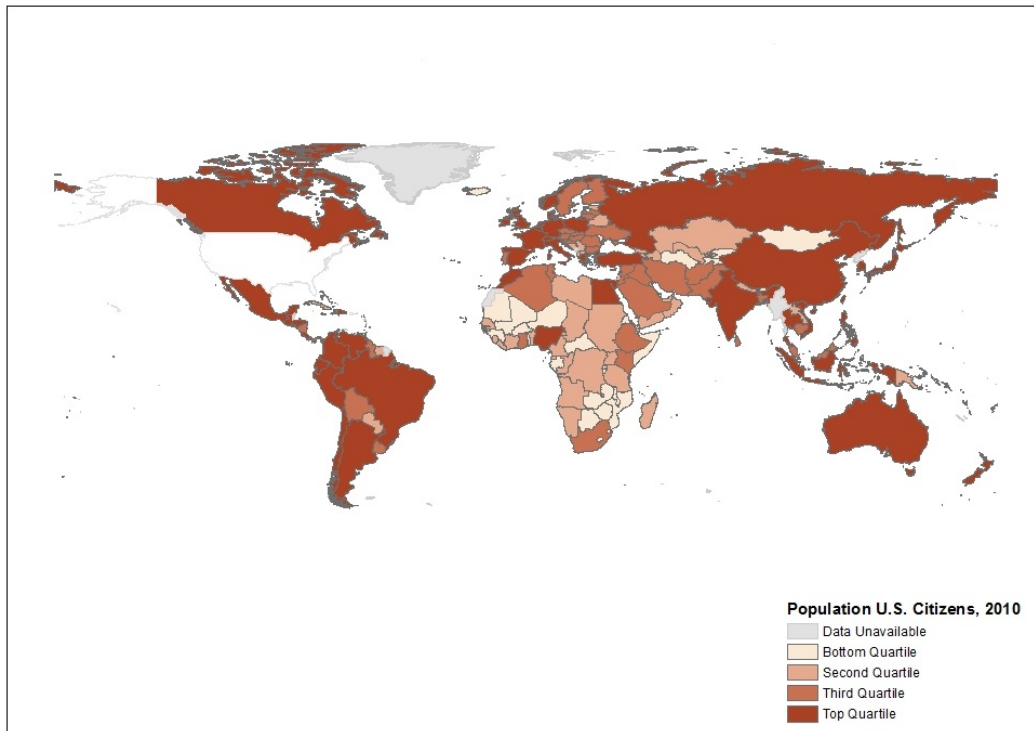 Population U.S. Citizens, 2010
Data Unavailable
Bottom Quartile
Second Quartile
Third Quartile
Top Quartile